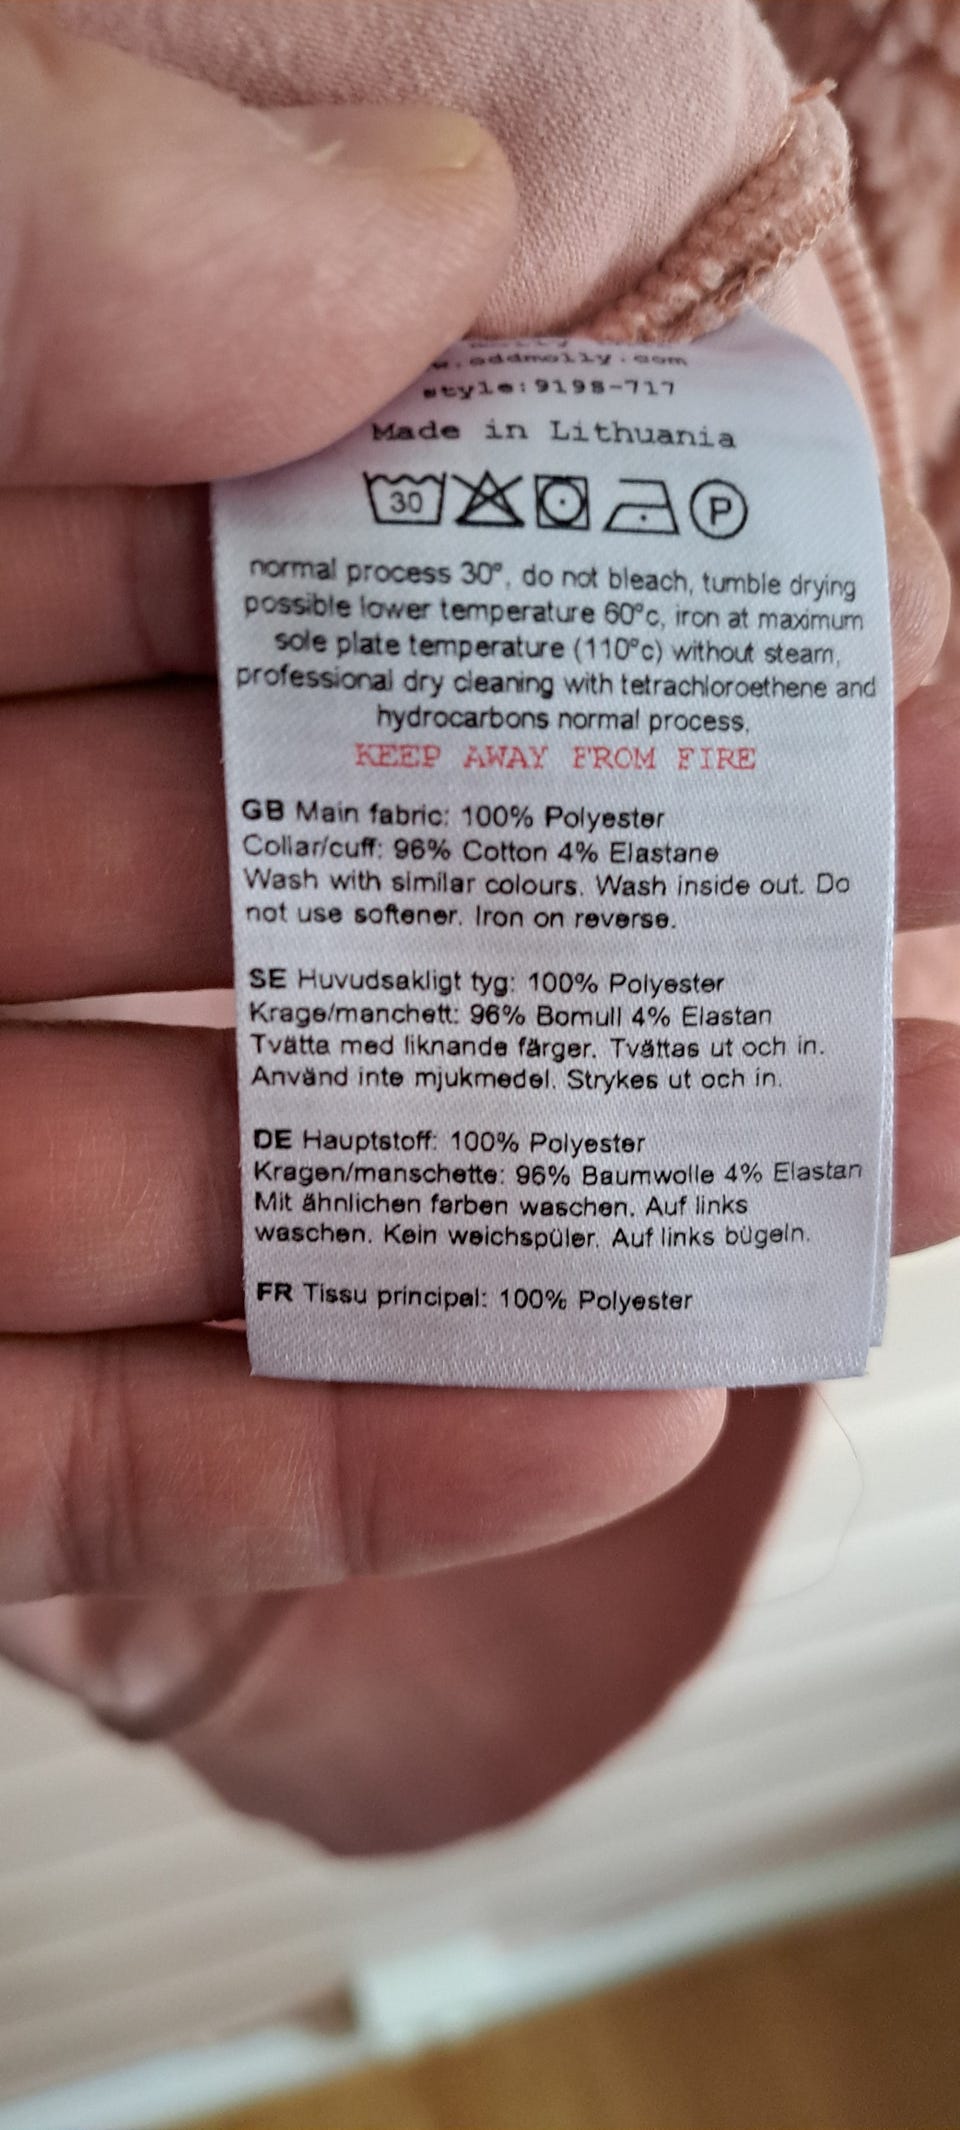 .oddmolly.com
style:9198-717
Made in Lithuania
30 P
normal process 30°, do not bleach, tumble drying
possible lower temperature 60°c, iron at maximum
sole plate temperature (110°c) without steam,
professional dry cleaning with tetrachloroethene and
hydrocarbons normal process.
KEEP AWAY FROM FIRE
GB Main fabric: 100% Polyester
Collar/cuff: 96% Cotton 4% Elastane
Wash with similar colours. Wash inside out. Do
not use softener. Iron on reverse.
SE Huvudsakligt tyg: 100% Polyester
Krage/manchett: 96% Bomull 4% Elastan
Tvätta med liknande färger. Tvättas ut och in.
Använd inte mjukmedel. Strykes ut och in.
DE Hauptstoff: 100% Polyester
Kragen/manschette: 96% Baumwolle 4% Elastan
Mit ähnlichen farben waschen. Auf links
waschen. Kein weichspüler. Auf links bügeln.
FR Tissu principal: 100% Polyester